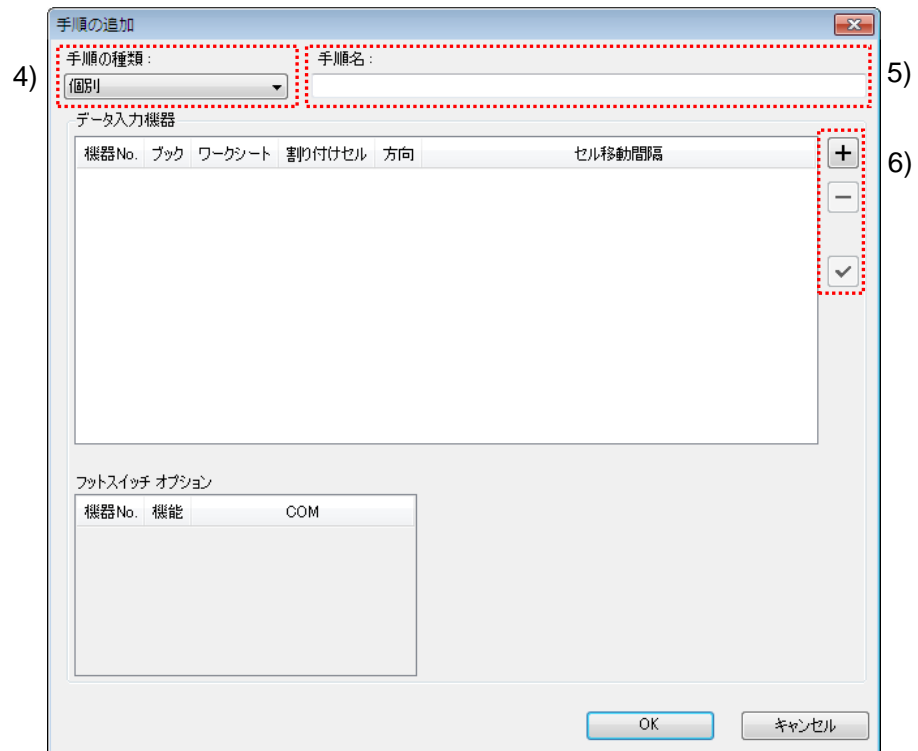 手順の追加
手順の種類 :
手順名 :
4)
個別
5)
データ入力機器
機器No. ブック ワークシート 割り付けセル 方向 セル移動間隔
6)
フットスイッチ オプション
機器No. 機能 COM
OK キャンセル